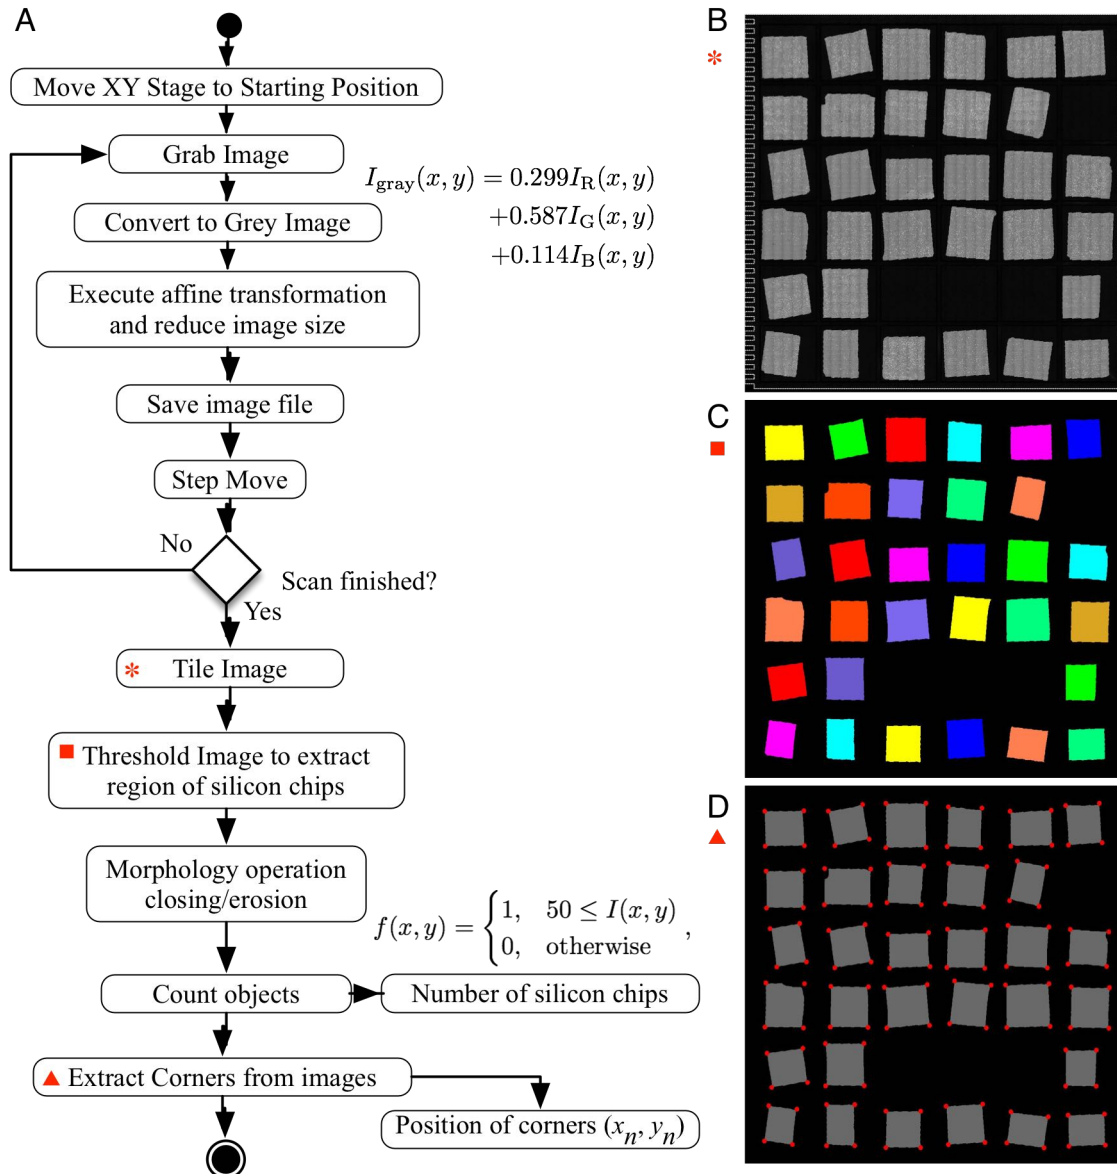 A
Move XY Stage to Starting Position
Grab Image
I_gray(x, y) = 0.299I_R(x, y)
+0.587I_G(x, y)
+0.114I_B(x, y)
Convert to Grey Image
Execute affine transformation
and reduce image size
Save image file
Step Move
No
Scan finished?
Yes
* Tile Image
■ Threshold Image to extract
region of silicon chips
Morphology operation
closing/erosion
f(x, y) = { 1, 50 ≤ I(x, y)
0, otherwise ,
Count objects
Number of silicon chips
▲ Extract Corners from images
Position of corners (x_n, y_n)
B
*
C
■
D
▲